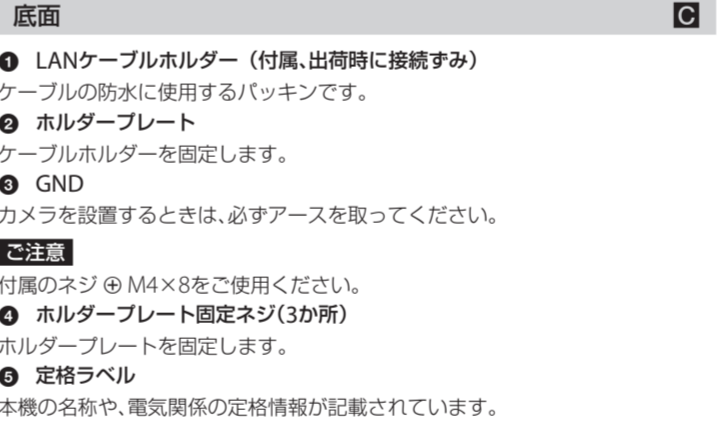 底面 C
❶ LANケーブルホルダー（付属、出荷時に接続ずみ）
ケーブルの防水に使用するパッキンです。
❷ ホルダープレート
ケーブルホルダーを固定します。
❸ GND
カメラを設置するときは、必ずアースを取ってください。
ご注意
付属のネジ ⊕ M4×8をご使用ください。
❹ ホルダープレート固定ネジ（3か所）
ホルダープレートを固定します。
❺ 定格ラベル
本機の名称や、電気関係の定格情報が記載されています。